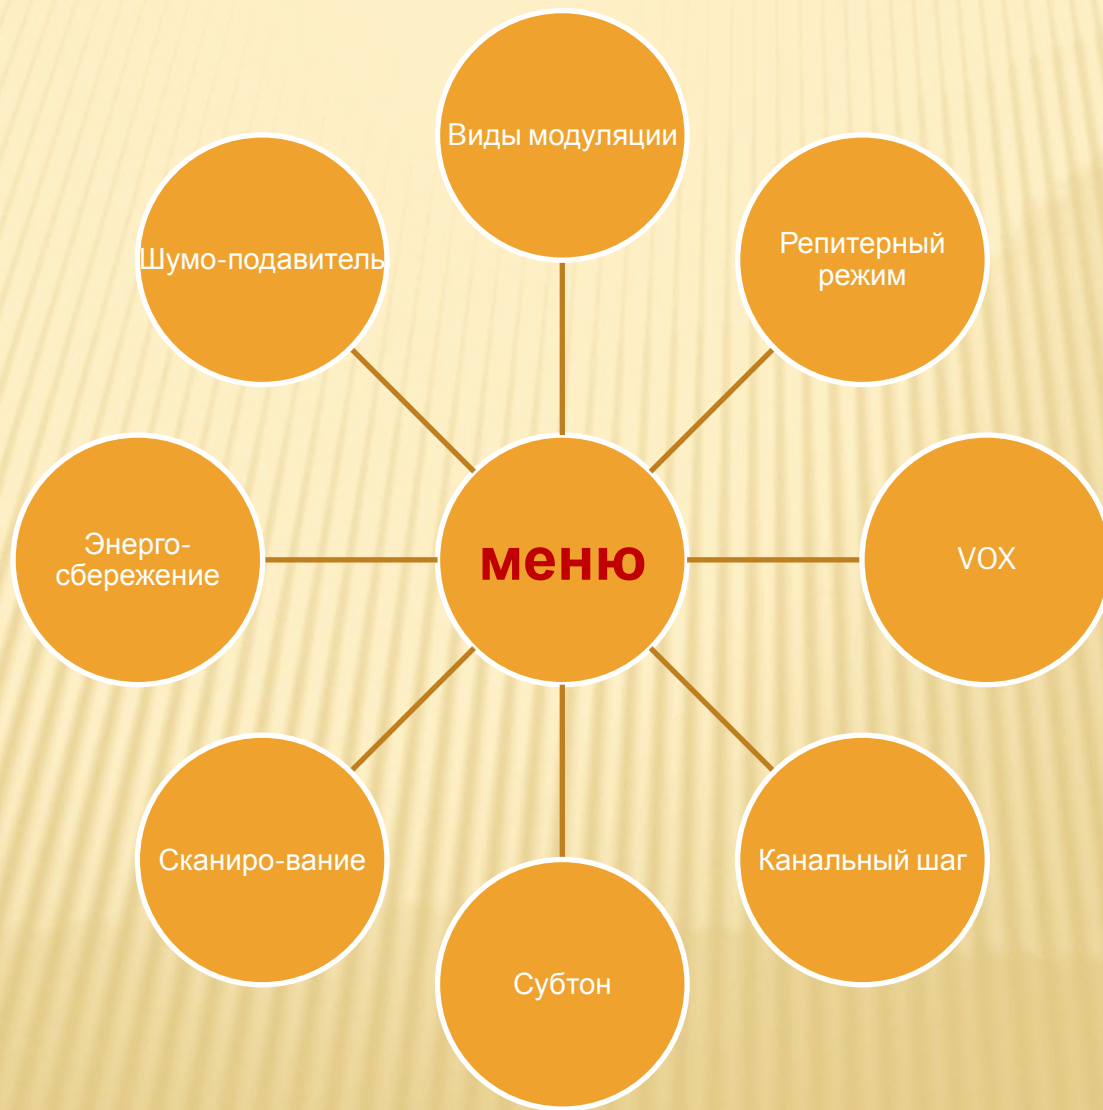 Виды модуляции
Шумо-подавитель
Репитерный
режим
Энерго-
сбережение
меню
VOX
Сканиро-вание
Канальный шаг
Субтон